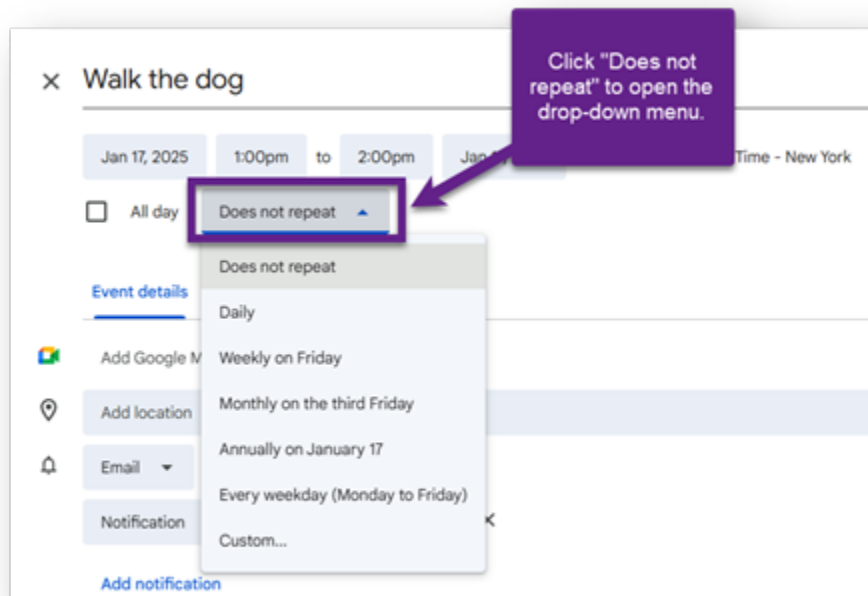 Click "Does not
repeat" to open the
drop-down menu.
Walk the dog
Jan 17, 2025 1:00pm to 2:00pm Time - New York
All day Does not repeat
Does not repeat
Event details
Daily
Add Google Weekly on Friday
Monthly on the third Friday
Add location
Annually on January 17
Email
Every weekday (Monday to Friday)
Notification
Custom...
Add notification